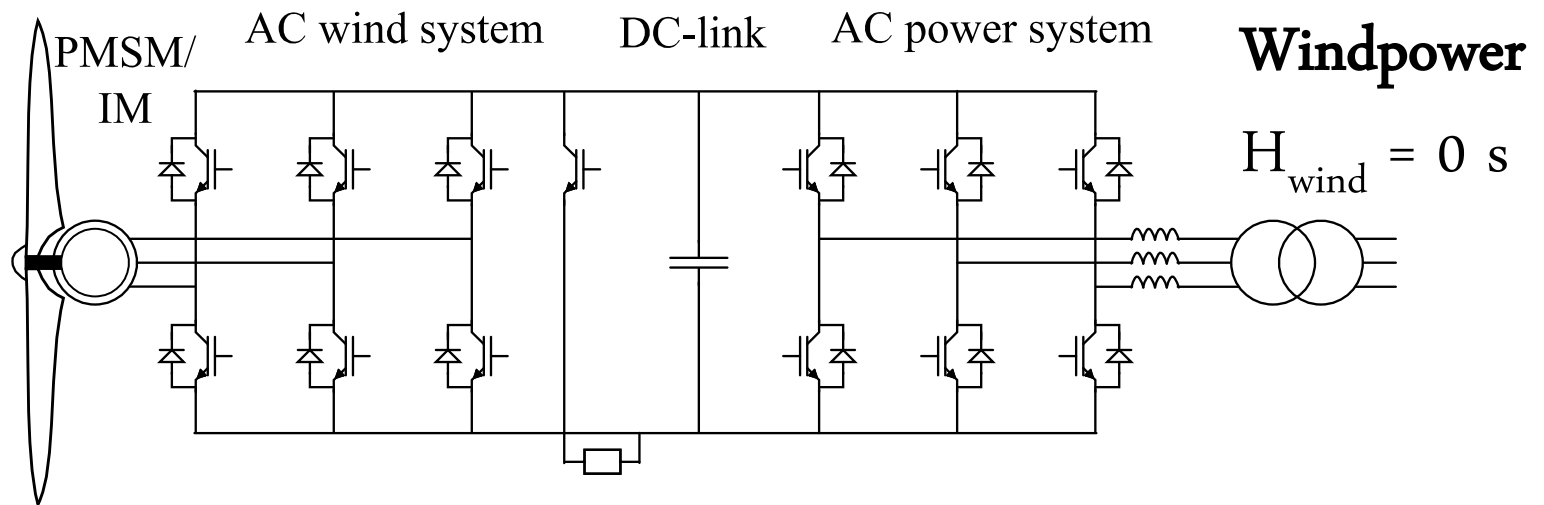 AC wind system
DC-link
AC power system
Windpower
PMSM/
IM
H_wind = 0 s